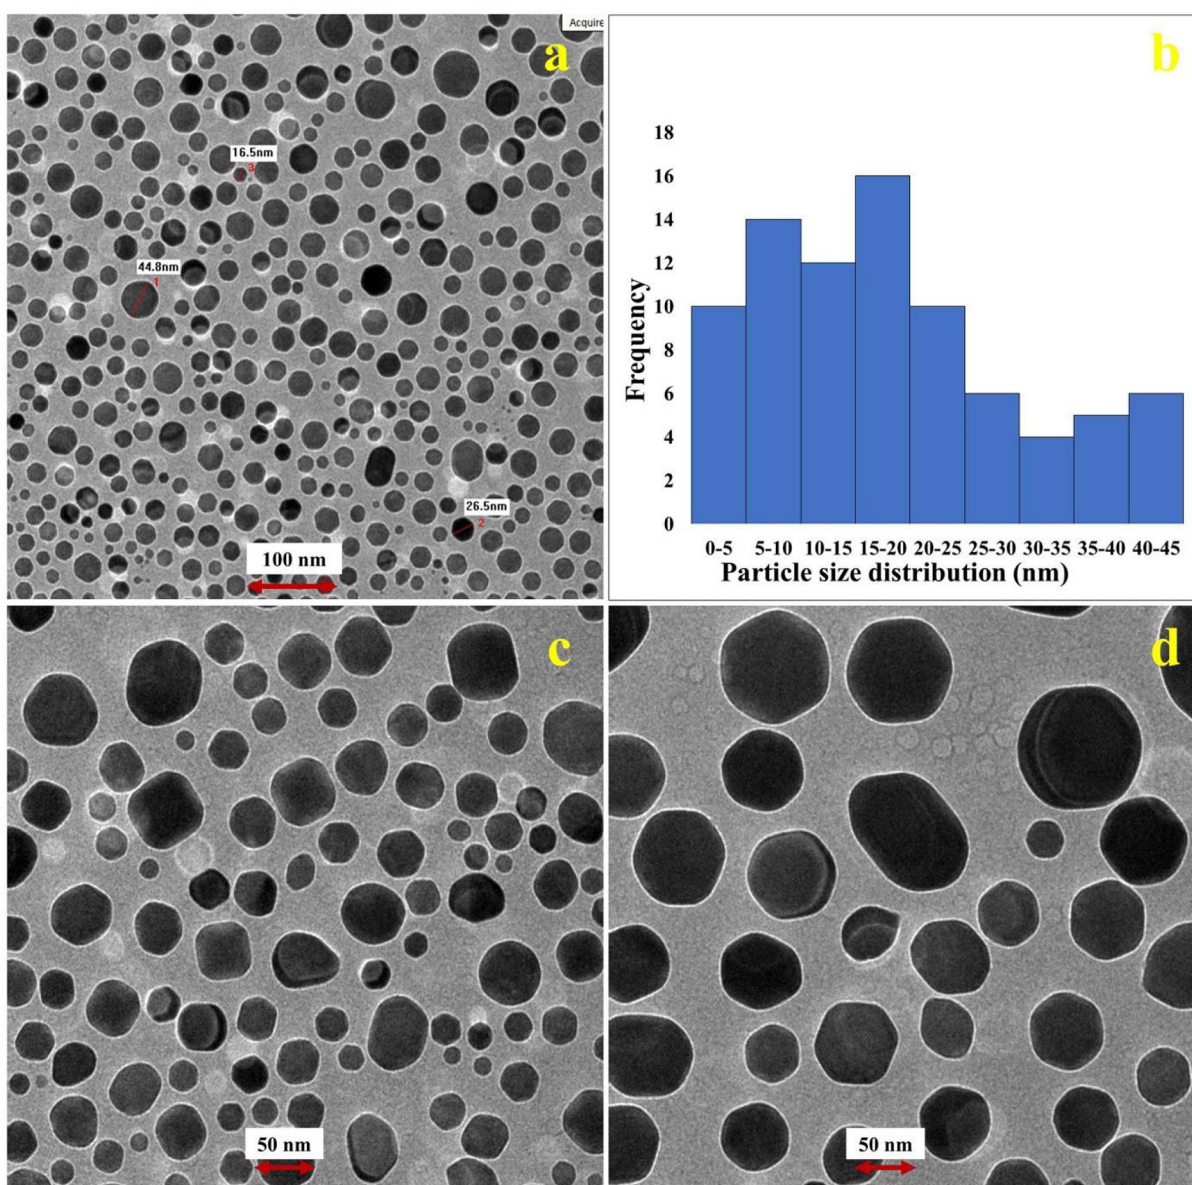 Acquire
a
16.5nm
3
44.8nm
1
26.5nm
2
100 nm
b
18
16
14
12
10
8
6
4
2
0
Frequency
0-5 5-10 10-15 15-20 20-25 25-30 30-35 35-40 40-45
Particle size distribution (nm)
c
50 nm
d
50 nm